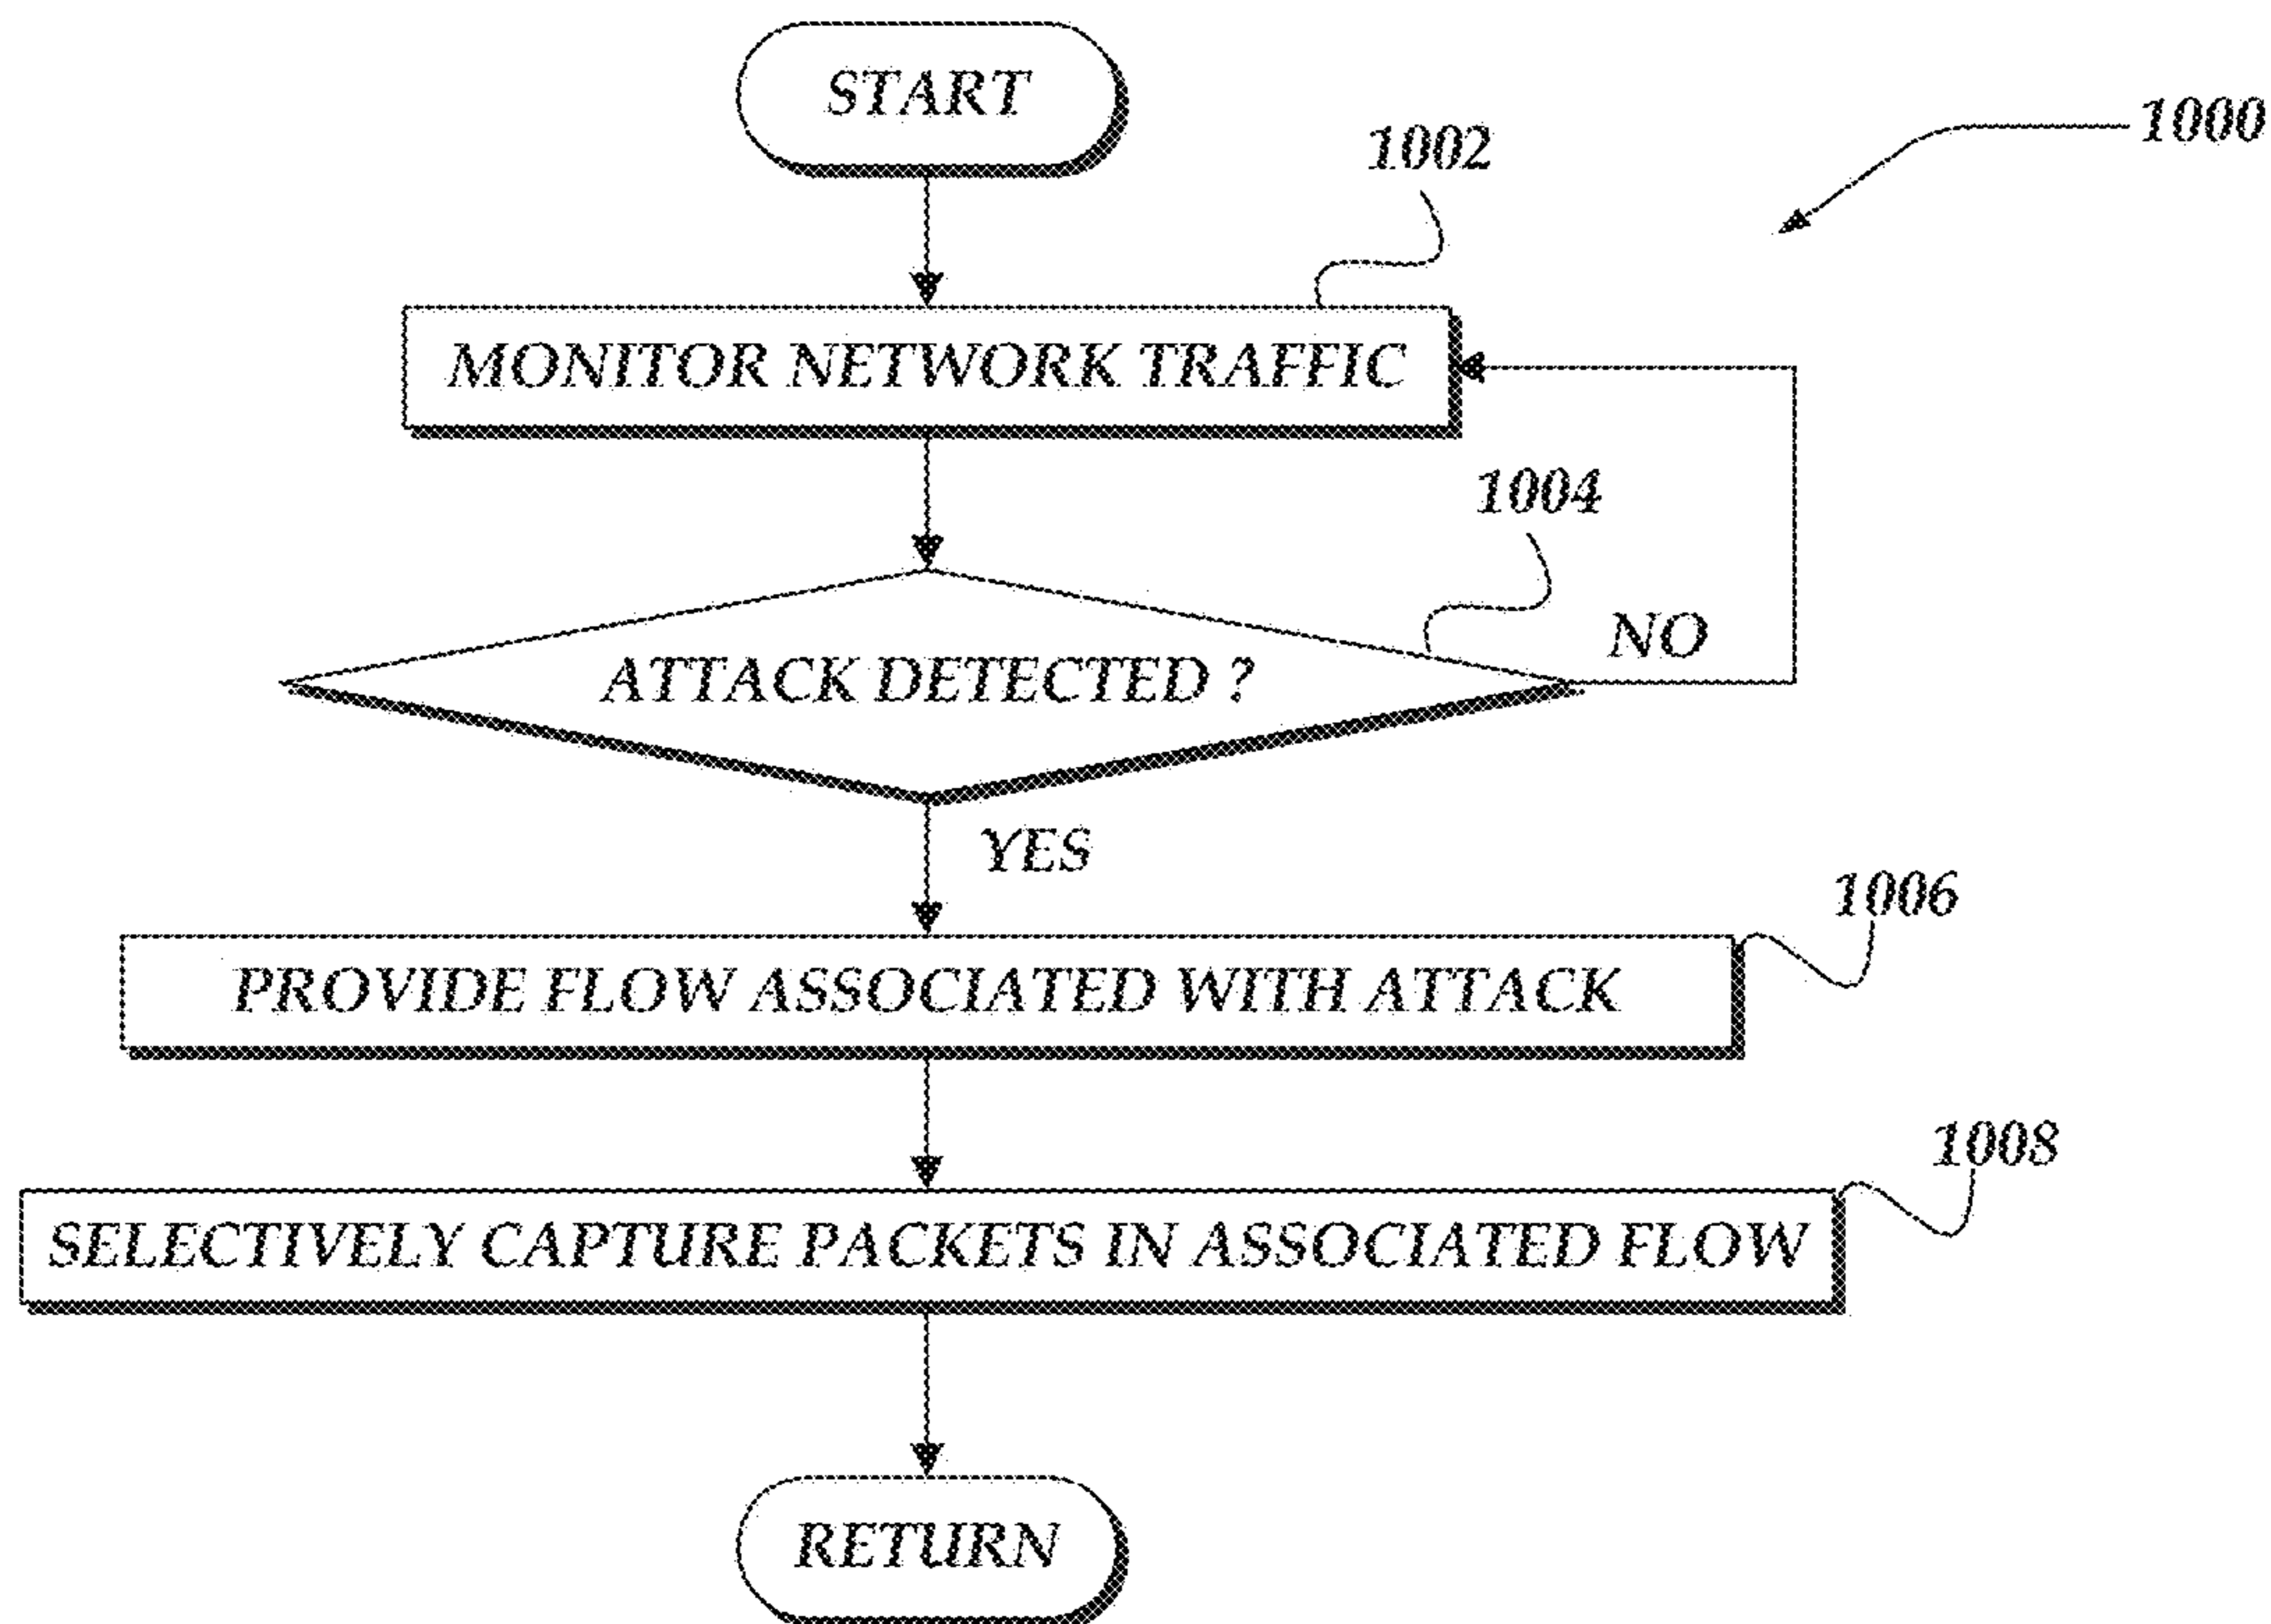 START
1000
1002
MONITOR NETWORK TRAFFIC
1004
NO
ATTACK DETECTED ?
YES
1006
PROVIDE FLOW ASSOCIATED WITH ATTACK
1008
SELECTIVELY CAPTURE PACKETS IN ASSOCIATED FLOW
RETURN